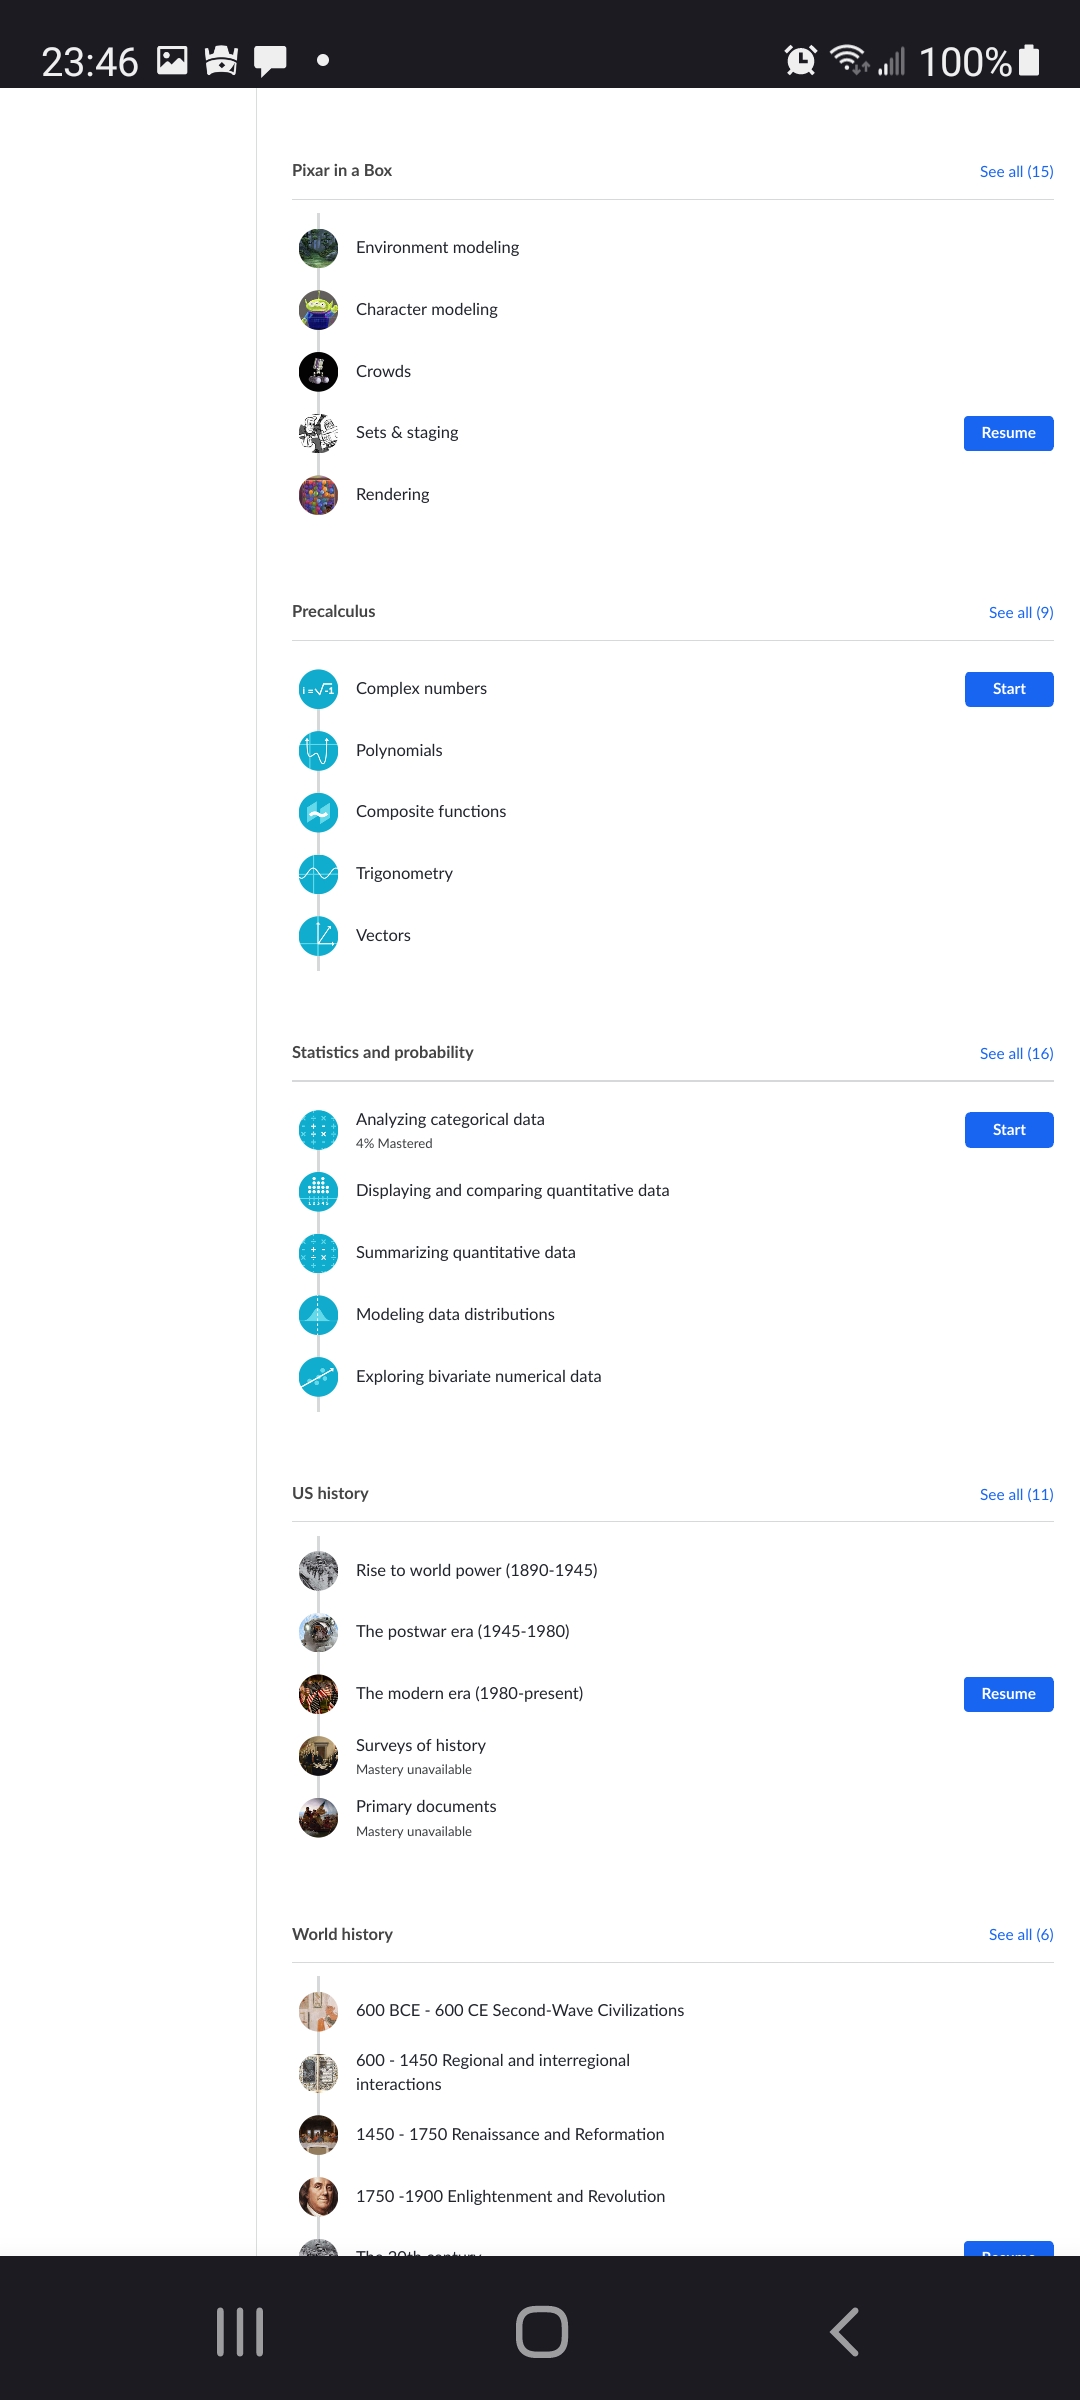 23:46
100%
Pixar in a Box
See all (15)
Environment modeling
Character modeling
Crowds
Sets & staging
Resume
Rendering
Precalculus
See all (9)
i = √-1
Complex numbers
Start
Polynomials
Composite functions
Trigonometry
Vectors
Statistics and probability
See all (16)
Analyzing categorical data
4% Mastered
Start
Displaying and comparing quantitative data
Summarizing quantitative data
Modeling data distributions
Exploring bivariate numerical data
US history
See all (11)
Rise to world power (1890-1945)
The postwar era (1945-1980)
The modern era (1980-present)
Resume
Surveys of history
Mastery unavailable
Primary documents
Mastery unavailable
World history
See all (6)
600 BCE - 600 CE Second-Wave Civilizations
600 - 1450 Regional and interregional
interactions
1450 - 1750 Renaissance and Reformation
1750 -1900 Enlightenment and Revolution
The 20th century
Resume